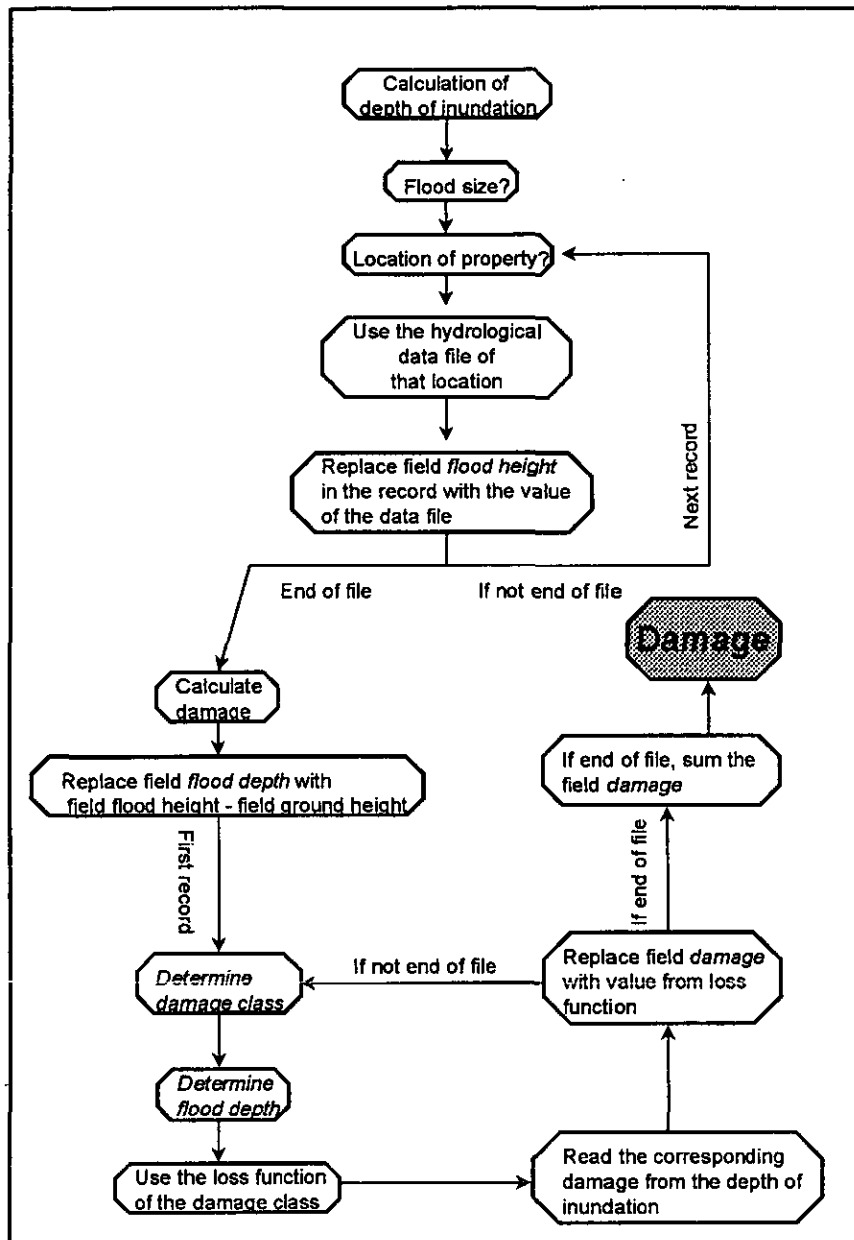 Calculation of
depth of inundation
Flood size?
Location of property?
Use the hydrological
data file of
that location
Replace field flood height
in the record with the value
of the data file
Next record
End of file
If not end of file
Damage
Calculate
damage
If end of file, sum the
field damage
Replace field flood depth with
field flood height - field ground height
First record
If end of file
If not end of file
Determine
damage class
Replace field damage
with value from loss
function
Determine
flood depth
Use the loss function
of the damage class
Read the corresponding
damage from the depth of
inundation